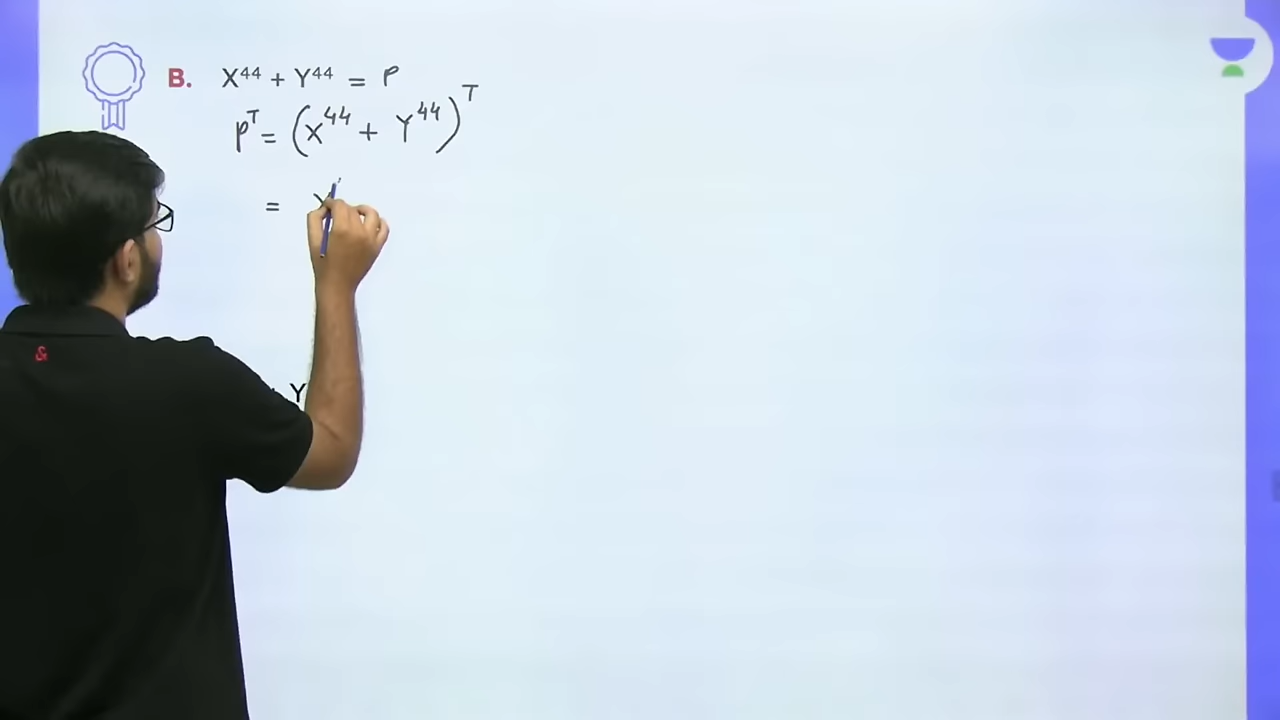 B. X⁴⁴ + Y⁴⁴ = P
Pᵀ = (X⁴⁴ + Y⁴⁴)ᵀ
=
Y